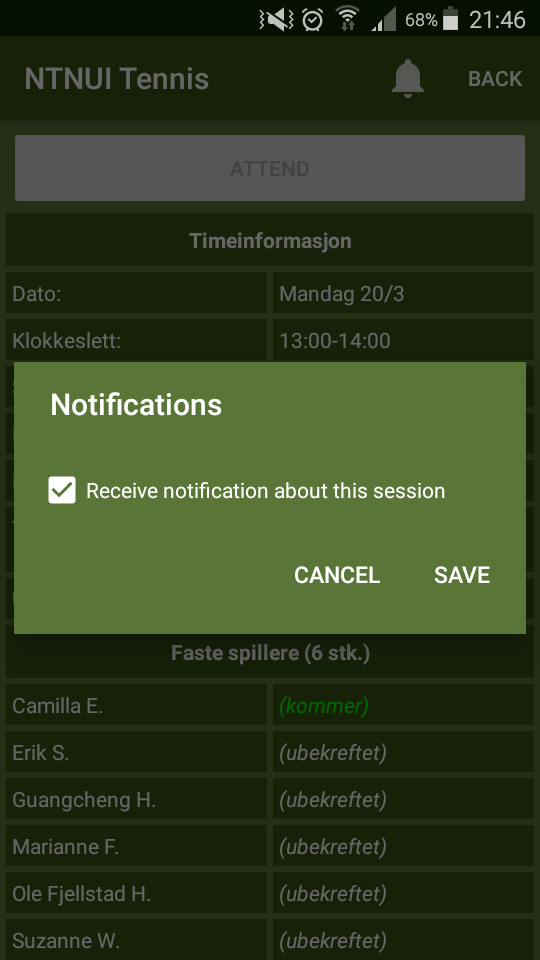 68% 21:46
NTNUI Tennis BACK
ATTEND
Timeinformasjon
Dato: Mandag 20/3
Klokkeslett: 13:00-14:00
Notifications
Receive notification about this session
CANCEL SAVE
Faste spillere (6 stk.)
Camilla E. (kommer)
Erik S. (ubekreftet)
Guangcheng H. (ubekreftet)
Marianne F. (ubekreftet)
Ole Fjellstad H. (ubekreftet)
Suzanne W. (ubekreftet)